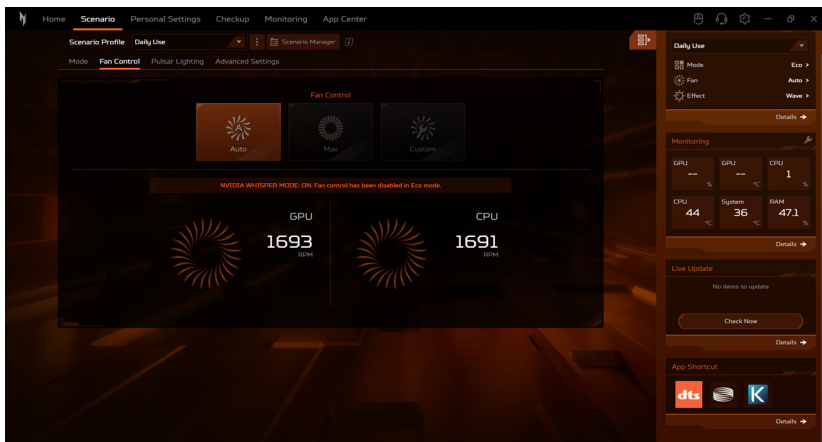 Home Scenario Personal Settings Checkup Monitoring App Center
Scenario Profile Daily Use Scenario Manager
Mode Fan Control Pulsar Lighting Advanced Settings
Fan Control
Auto Max Custom
NVIDIA WHISPER MODE: ON. Fan control has been disabled in Eco mode.
GPU
1693
RPM
CPU
1691
RPM
Daily Use
Mode Eco >
Fan Auto >
Effect Wave >
Details →
Monitoring
GPU
--
%
GPU
--
°C
CPU
1
%
CPU
44
°C
System
36
°C
RAM
47.1
%
Details →
Live Update
No items to update
Check Now
Details →
App Shortcut
dts
K
Details →